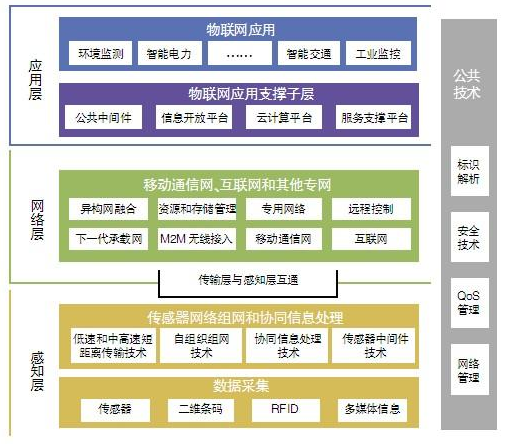 应用层
物联网应用
环境监测 智能电力 …… 智能交通 工业监控
物联网应用支撑子层
公共中间件 信息开放平台 云计算平台 服务支撑平台
网络层
移动通信网、互联网和其他专网
异构网融合 资源和存储管理 专用网络 远程控制
下一代承载网 M2M 无线接入 移动通信网 互联网
传输层与感知层互通
感知层
传感器网络组网和协同信息处理
低速和中高速短 自组织组网 协同信息处理 传感器中间件
距离传输技术 技术 技术 技术
数据采集
传感器 二维条码 RFID 多媒体信息
公共
技术
标识
解析
安全
技术
QoS
管理
网络
管理